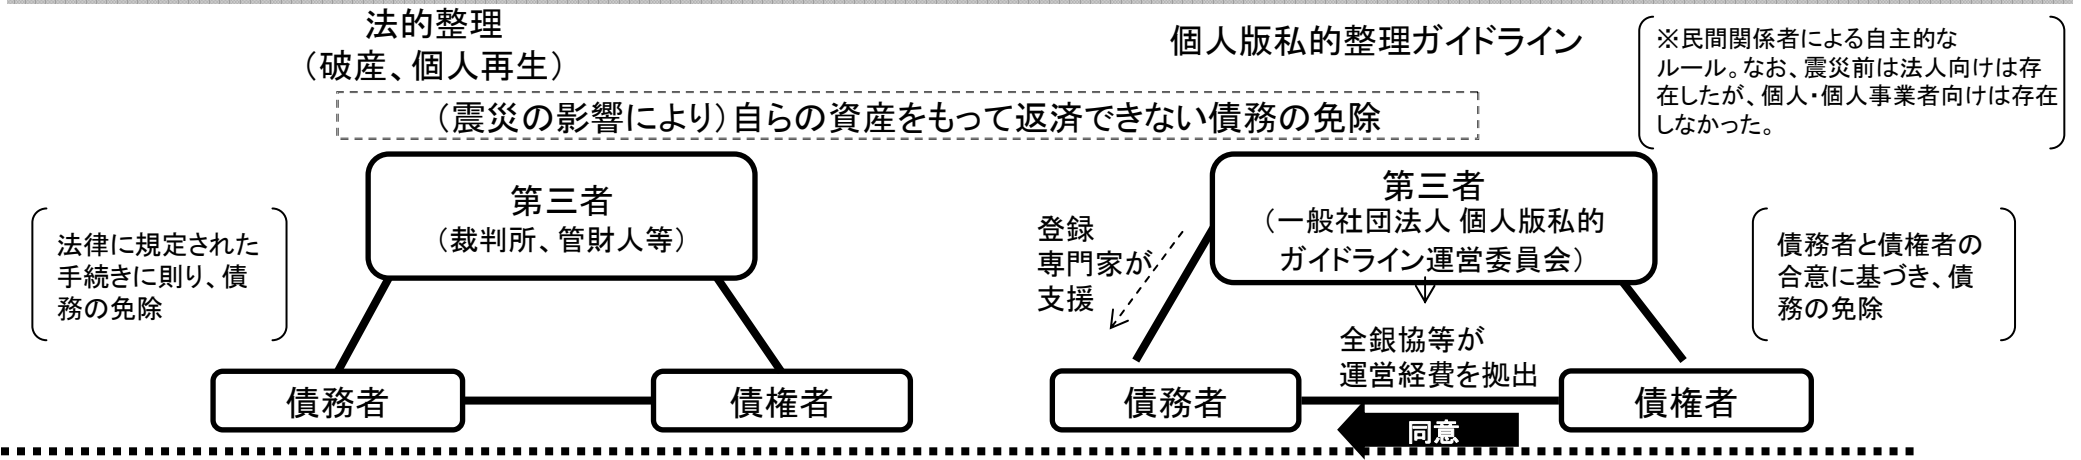 法的整理
（破産、個人再生）
個人版私的整理ガイドライン
※民間関係者による自主的な
ルール。なお、震災前は法人向けは存
在したが、個人・個人事業者向けは存在
しなかった。
（震災の影響により）自らの資産をもって返済できない債務の免除
法律に規定された
手続きに則り、債
務の免除
第三者
（裁判所、管財人等）
債務者
債権者
登録
専門家が
支援
第三者
（一般社団法人 個人版私的
ガイドライン運営委員会）
全銀協等が
運営経費を拠出
債務者と債権者の
合意に基づき、債
務の免除
債務者
債権者
同意